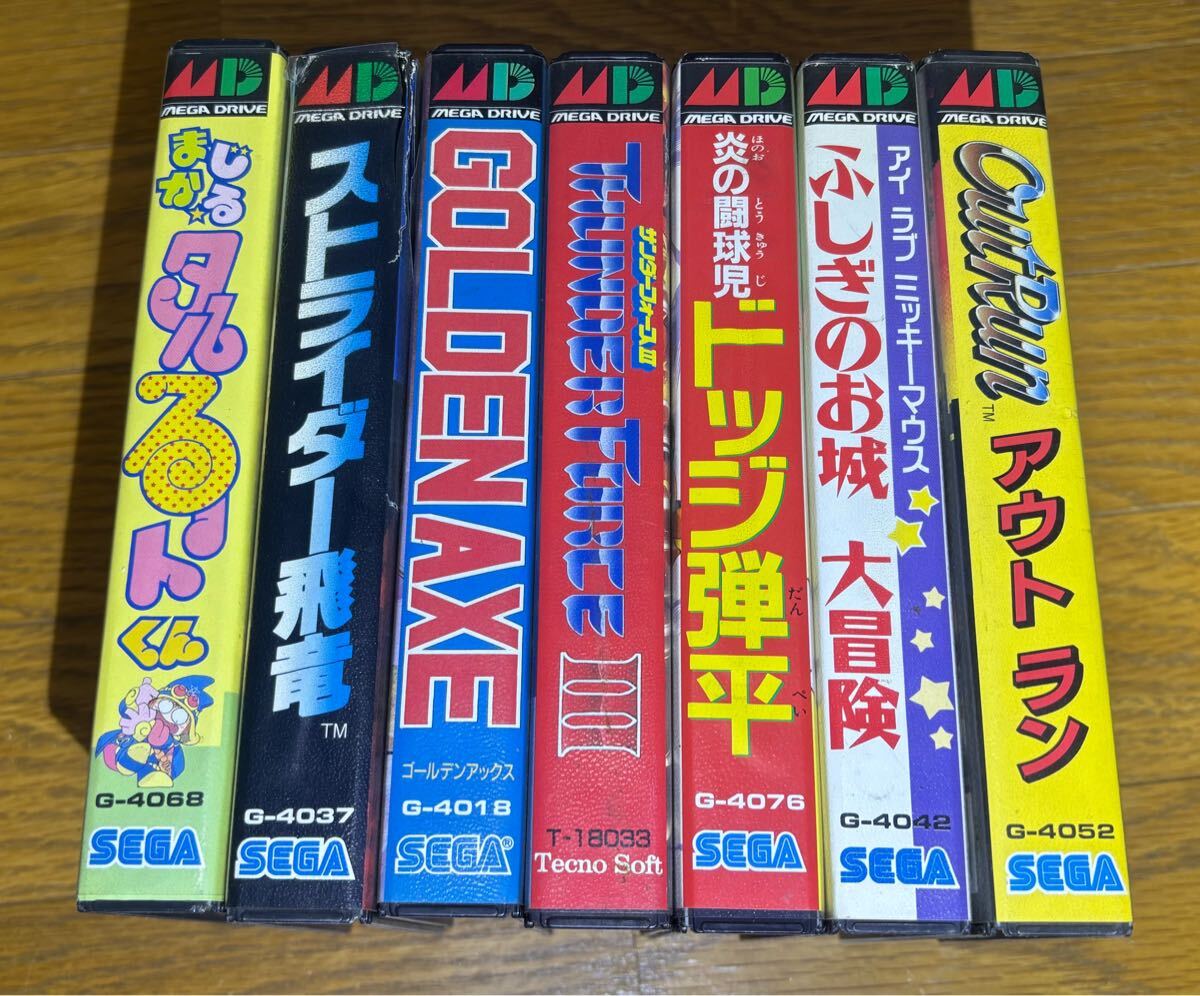 MD
MEGA DRIVE
まじかる☆タルるートくん
G-4068
SEGA
MD
MEGA DRIVE
ストライダー飛竜
TM
G-4037
SEGA
MD
MEGA DRIVE
GOLDEN AXE
ゴールデンアックス
G-4018
SEGA®
MD
MEGA DRIVE
THUNDER FORCE III
サンダーフォースIII
T-18033
Tecno Soft
MD
MEGA DRIVE
炎の闘球児
ほのお とうきゅうじ
ドッジ弾平
だんぺい
G-4076
SEGA
MD
MEGA DRIVE
アイ ラブ ミッキーマウス
ふしぎのお城 大冒険
G-4042
SEGA
MD
MEGA DRIVE
OutRun
TM
アウト ラン
G-4052
SEGA